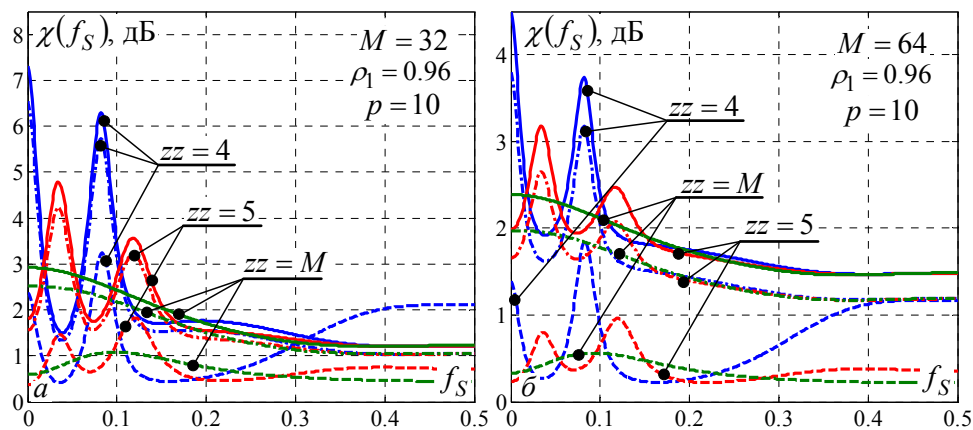 χ(f_S), дБ
M = 32
ρ₁ = 0.96
p = 10
8
7
6
5
4
3
2
1
0
zz = 4
zz = 5
zz = M
а
f_S
0
0.1
0.2
0.3
0.4
0.5
χ(f_S), дБ
M = 64
ρ₁ = 0.96
p = 10
4
3
2
1
0
zz = 4
zz = M
zz = 5
б
f_S
0
0.1
0.2
0.3
0.4
0.5